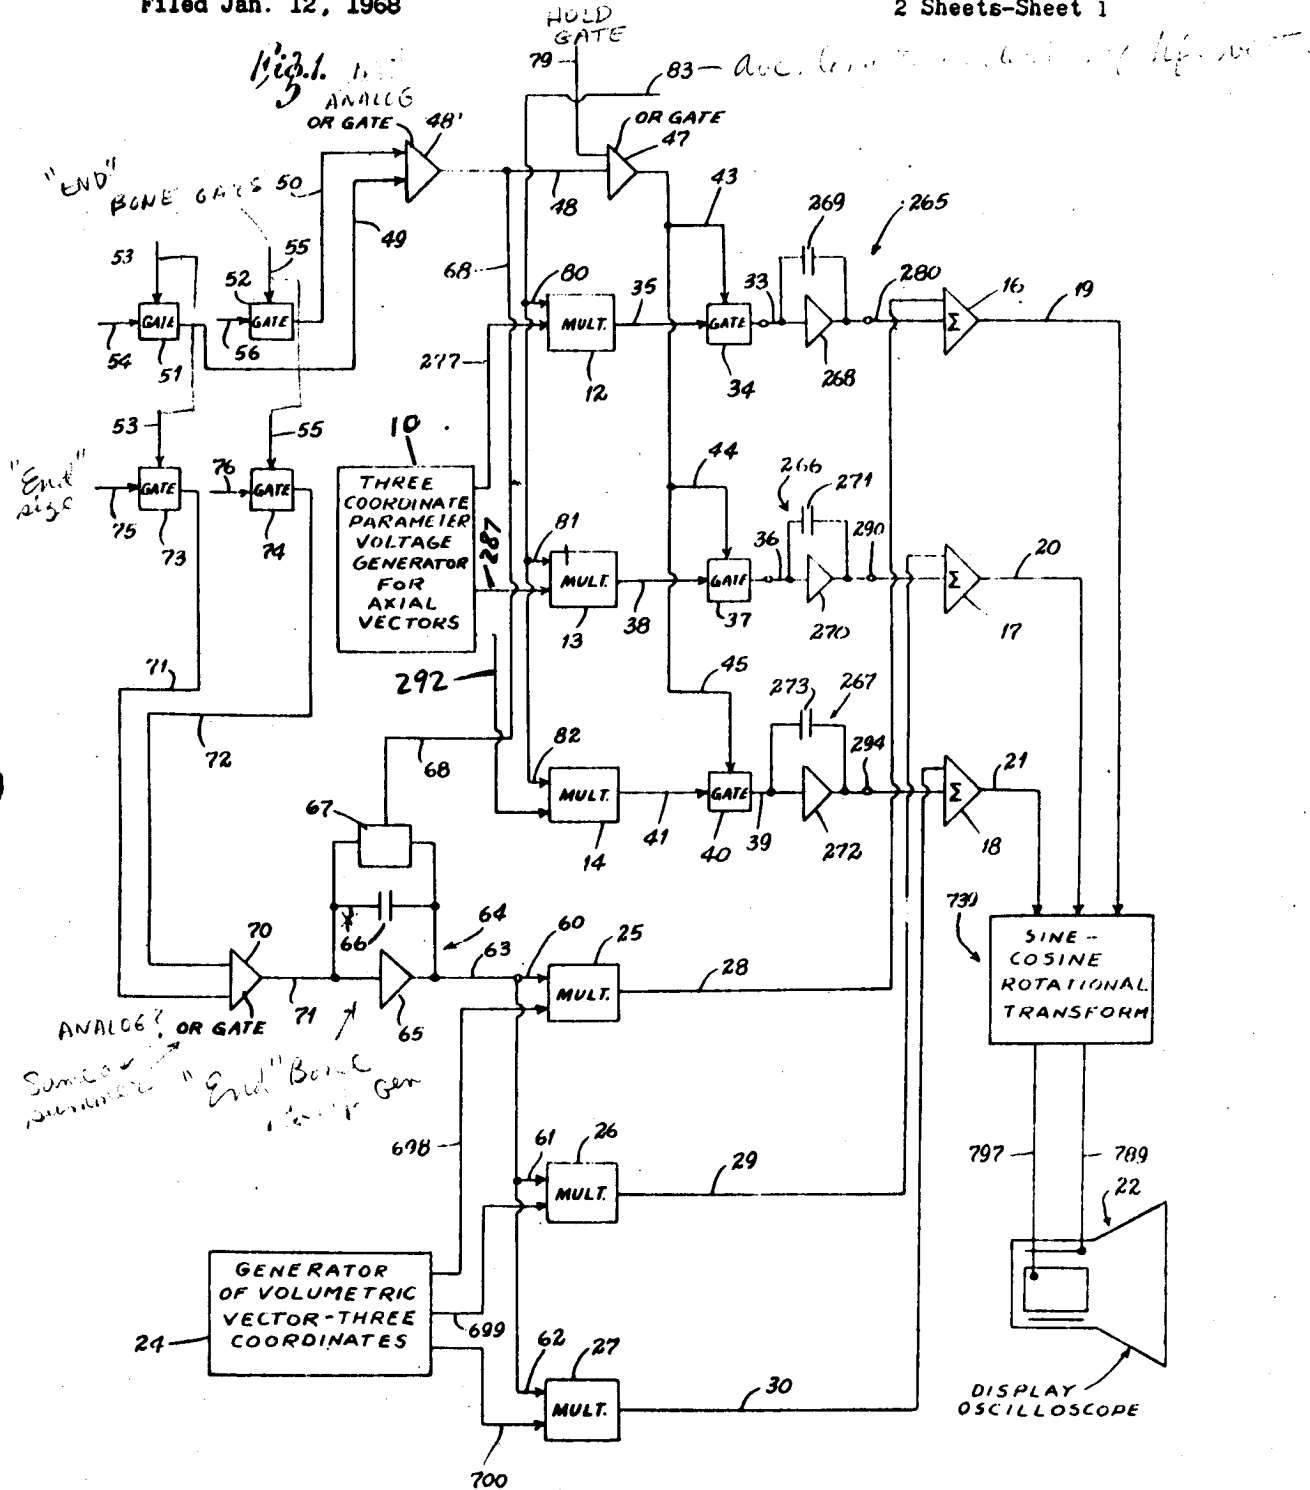 Filed Jan. 12, 1968
2 Sheets-Sheet 1
HOLD
GATE
79
83
Fig.1.
ANALOG
OR GATE
48'
OR GATE
47
"END"
BONE GATES
50
49
48
43
269
265
53
55
52
68
80
35
33
280
16
19
GATE
GATE
MULT.
GATE
Σ
54
51
56
277
12
34
268
53
55
10
"End"
size
GATE
76
GATE
75
73
74
THREE
COORDINATE
PARAMETER
VOLTAGE
GENERATOR
FOR
AXIAL
VECTORS
287
44
266
271
81
36
290
20
MULT.
GATE
Σ
13
38
37
270
17
71
72
292
45
273
267
68
82
294
21
MULT.
GATE
Σ
67
14
41
40
39
272
18
66
64
70
63
60
25
28
739
MULT.
SINE-
COSINE
ROTATIONAL
TRANSFORM
71
65
ANALOG?
OR GATE
summer
"End" Bone
gen
698
61
26
29
MULT.
797
789
22
GENERATOR
OF VOLUMETRIC
VECTOR-THREE
COORDINATES
24
699
62
27
30
MULT.
700
DISPLAY
OSCILLOSCOPE